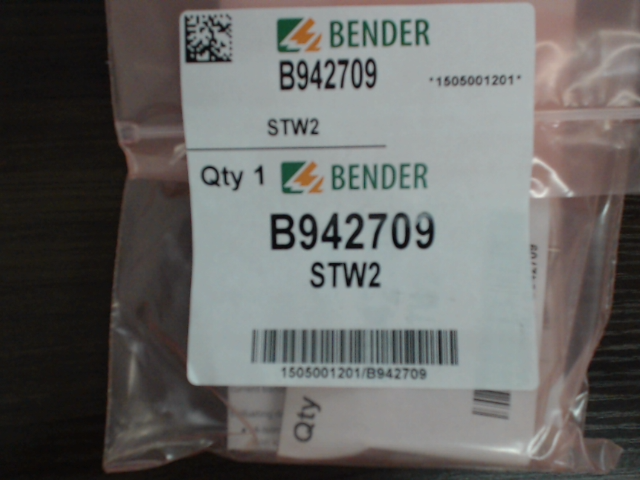 BENDER
B942709
*1505001201*
STW2
Qty 1 BENDER
B942709
STW2
1505001201/B942709
Qty